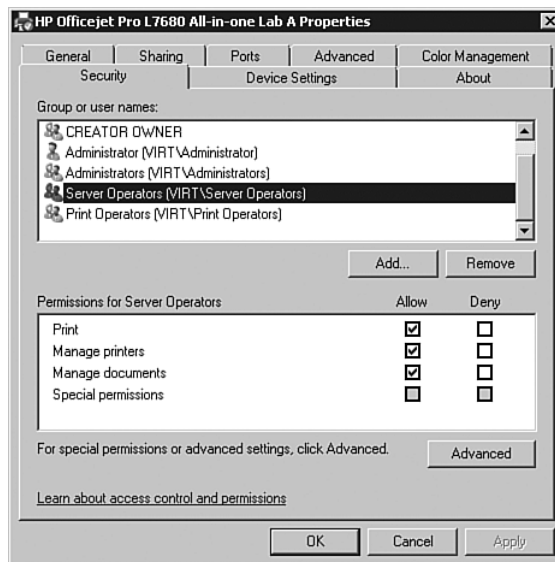 HP Officejet Pro L7680 All-in-one Lab A Properties
General Sharing Ports Advanced Color Management
Security Device Settings About
Group or user names:
CREATOR OWNER
Administrator (VIRT\Administrator)
Administrators (VIRT\Administrators)
Server Operators (VIRT\Server Operators)
Print Operators (VIRT\Print Operators)
Add... Remove
Permissions for Server Operators Allow Deny
Print
Manage printers
Manage documents
Special permissions
For special permissions or advanced settings, click Advanced. Advanced
Learn about access control and permissions
OK Cancel Apply